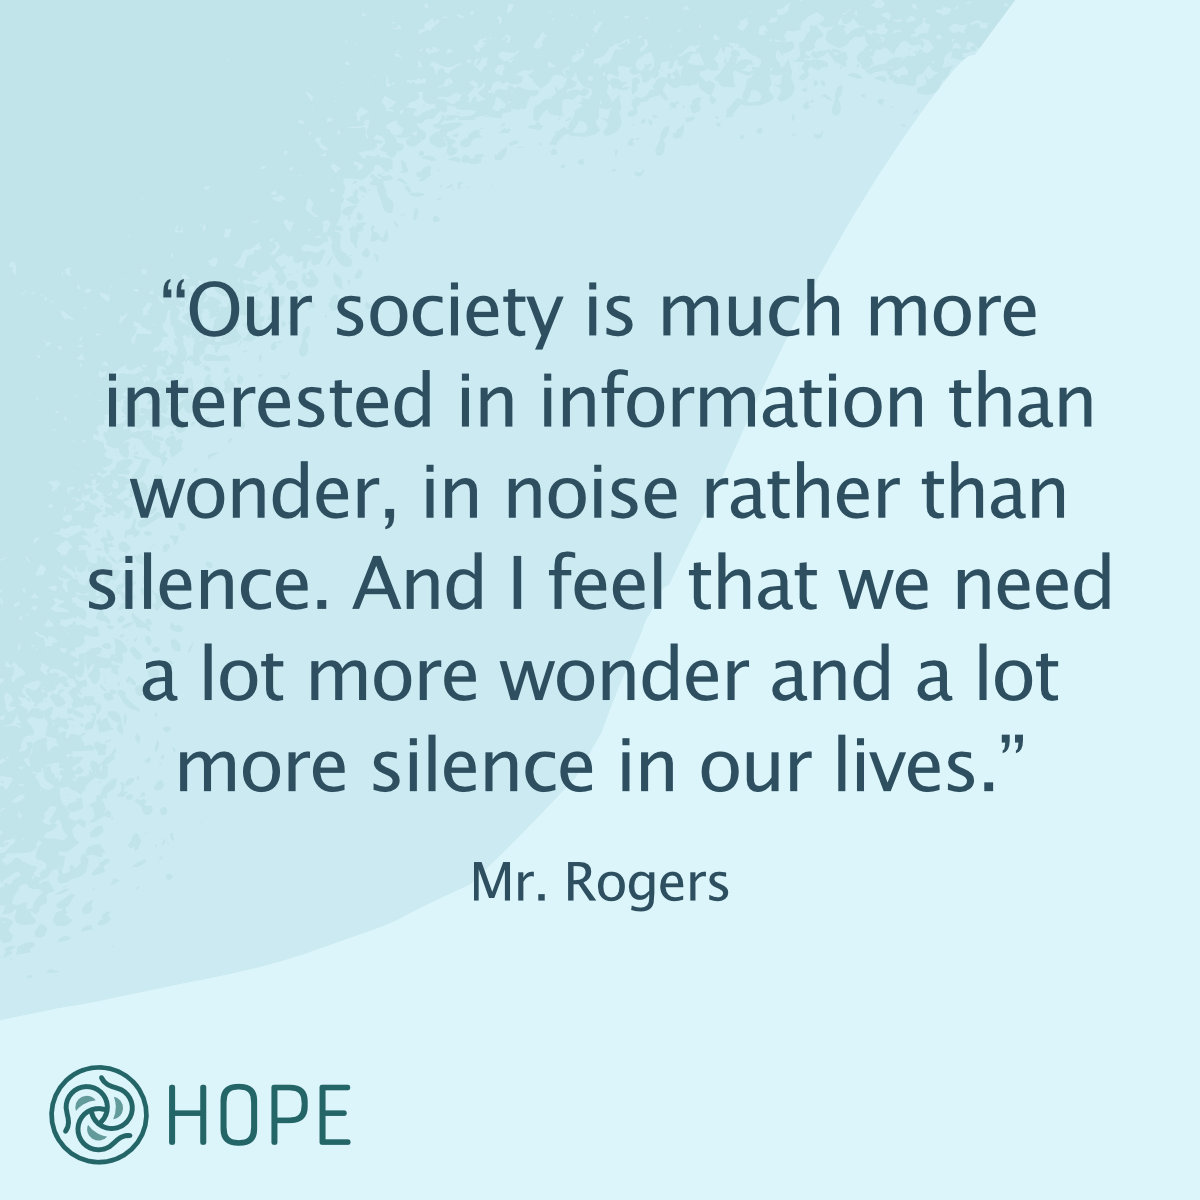 “Our society is much more
interested in information than
wonder, in noise rather than
silence. And I feel that we need
a lot more wonder and a lot
more silence in our lives.”
Mr. Rogers
HOPE